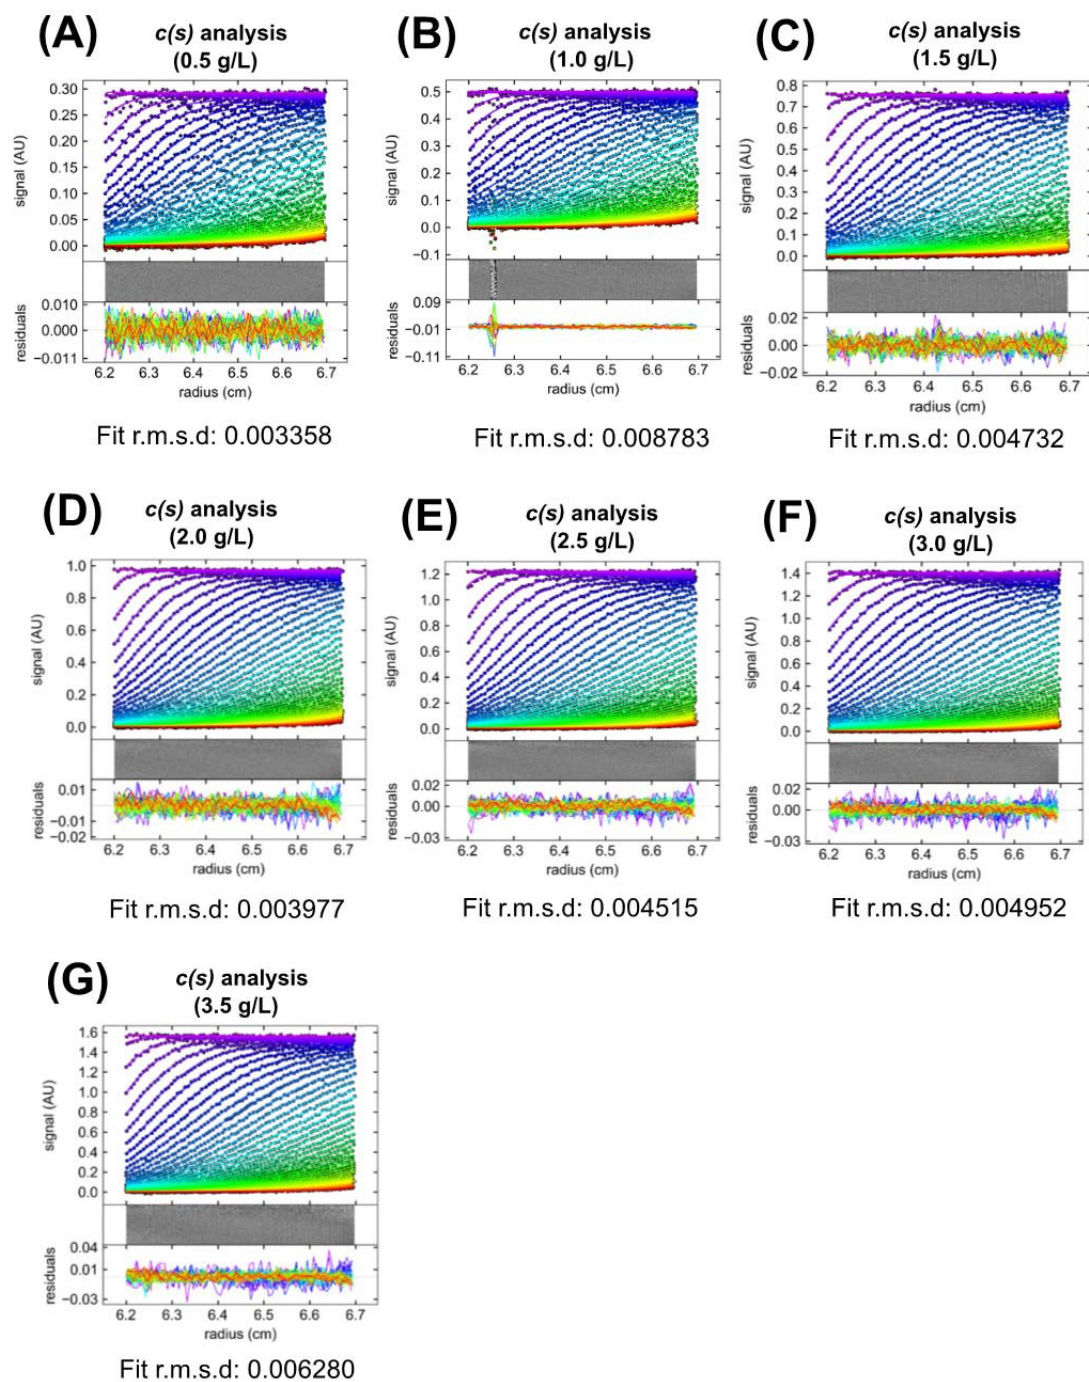 (A)
c(s) analysis
(0.5 g/L)
0.30
0.25
0.20
0.15
0.10
0.05
0.00
signal (AU)
0.010
0.000
−0.011
residuals
6.2 6.3 6.4 6.5 6.6 6.7
radius (cm)
Fit r.m.s.d: 0.003358
(B)
c(s) analysis
(1.0 g/L)
0.5
0.4
0.3
0.2
0.1
0.0
−0.1
signal (AU)
0.09
−0.01
−0.11
residuals
6.2 6.3 6.4 6.5 6.6 6.7
radius (cm)
Fit r.m.s.d: 0.008783
(C)
c(s) analysis
(1.5 g/L)
0.8
0.7
0.6
0.5
0.4
0.3
0.2
0.1
0.0
signal (AU)
0.02
0.00
−0.02
residuals
6.2 6.3 6.4 6.5 6.6 6.7
radius (cm)
Fit r.m.s.d: 0.004732
(D)
c(s) analysis
(2.0 g/L)
1.0
0.8
0.6
0.4
0.2
0.0
signal (AU)
0.01
−0.01
−0.02
residuals
6.2 6.3 6.4 6.5 6.6 6.7
radius (cm)
Fit r.m.s.d: 0.003977
(E)
c(s) analysis
(2.5 g/L)
1.2
1.0
0.8
0.6
0.4
0.2
0.0
signal (AU)
0.02
0.00
−0.03
residuals
6.2 6.3 6.4 6.5 6.6 6.7
radius (cm)
Fit r.m.s.d: 0.004515
(F)
c(s) analysis
(3.0 g/L)
1.4
1.2
1.0
0.8
0.6
0.4
0.2
0.0
signal (AU)
0.02
0.00
−0.03
residuals
6.2 6.3 6.4 6.5 6.6 6.7
radius (cm)
Fit r.m.s.d: 0.004952
(G)
c(s) analysis
(3.5 g/L)
1.6
1.4
1.2
1.0
0.8
0.6
0.4
0.2
0.0
signal (AU)
0.04
0.01
−0.03
residuals
6.2 6.3 6.4 6.5 6.6 6.7
radius (cm)
Fit r.m.s.d: 0.006280